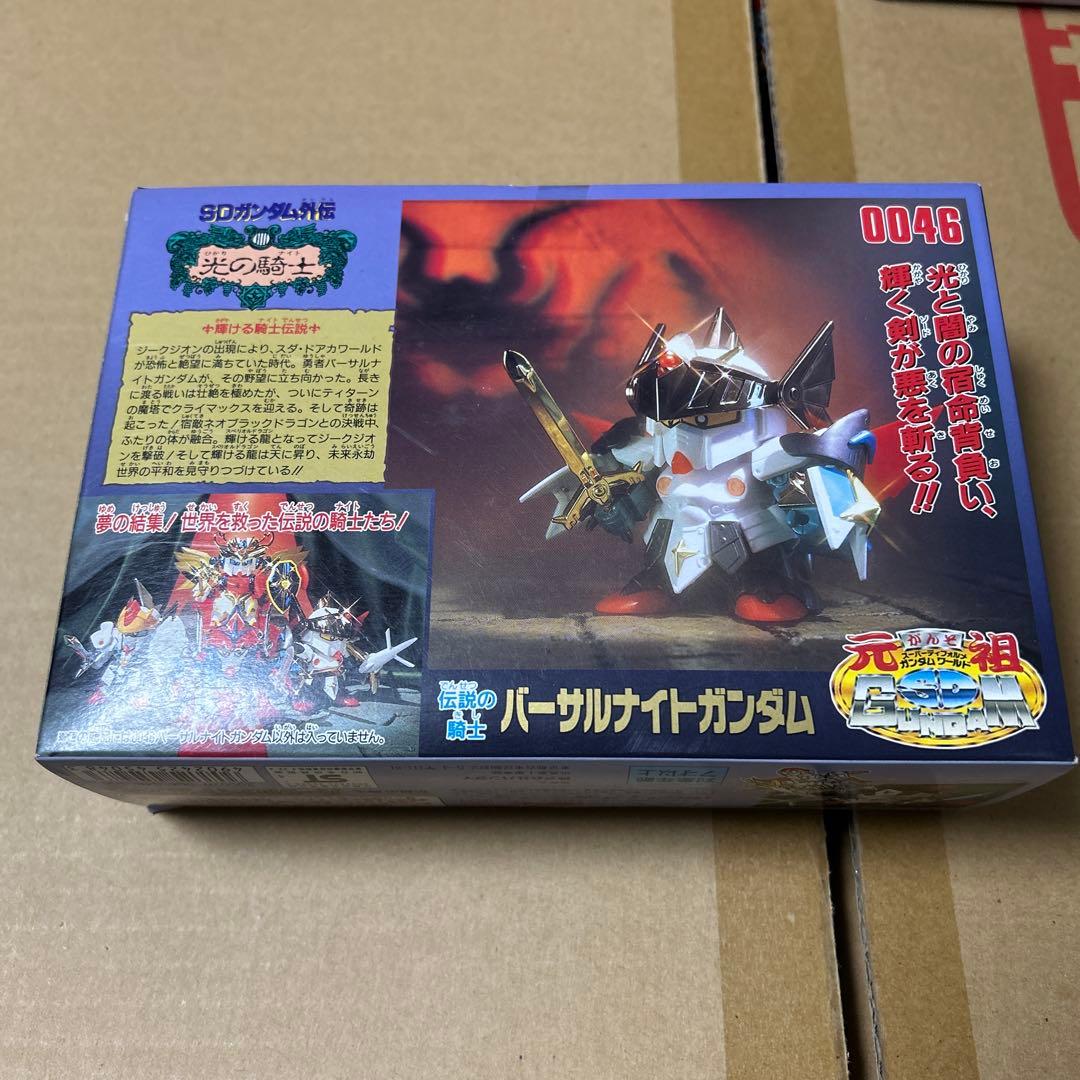 SDガンダム外伝
光の騎士
ひかり ナイト
✢輝ける騎士伝説✢
ジークジオンの出現により、スダ・ドアカワールド
が恐怖と絶望に満ちていた時代。勇者バーサルナ
イトガンダムが、その野望に立ち向かった。長き
に渡る戦いは壮絶を極めたが、ついにティターン
の魔塔でクライマックスを迎える。そして奇跡は
起こった!宿敵ネオブラックドラゴンとの決戦中、
ふたりの体が融合。輝ける龍となってジークジオ
ンを撃破!そして輝ける龍は天に昇り、未来永劫
世界の平和を見守りつづけている!!
夢の結集!世界を救った伝説の騎士たち!
バーサルナイトガンダム以外は入っていません。
0046
光と闇の宿命背負い、
輝く剣が悪を斬る!!
伝説の
騎士
バーサルナイトガンダム
元祖
がんそ
スーパーディフォルメ
ガンダムワールド
SD
GUNDAM
ST
7才以上